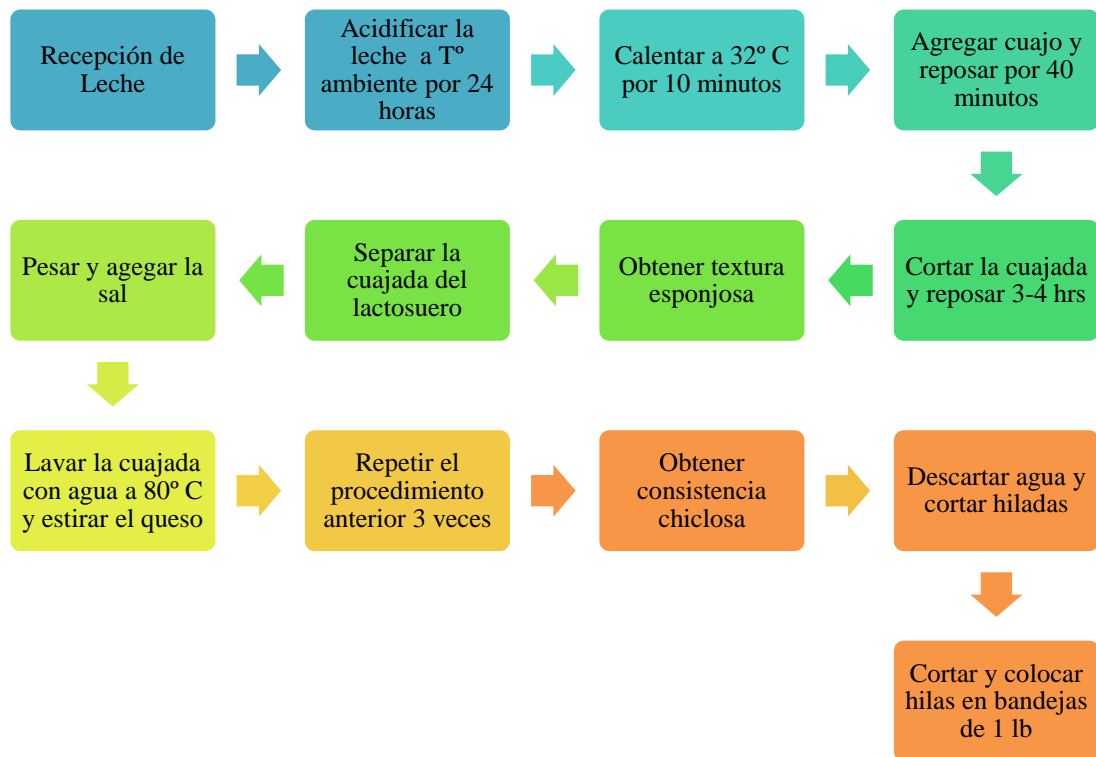 Recepción de
Leche
Acidificar la
leche a Tº
ambiente por 24
horas
Calentar a 32º C
por 10 minutos
Agregar cuajo y
reposar por 40
minutos
Cortar la cuajada
y reposar 3-4 hrs
Obtener textura
esponjosa
Separar la
cuajada del
lactosuero
Pesar y agegar la
sal
Lavar la cuajada
con agua a 80º C
y estirar el queso
Repetir el
procedimiento
anterior 3 veces
Obtener
consistencia
chiclosa
Descartar agua y
cortar hiladas
Cortar y colocar
hilas en bandejas
de 1 lb